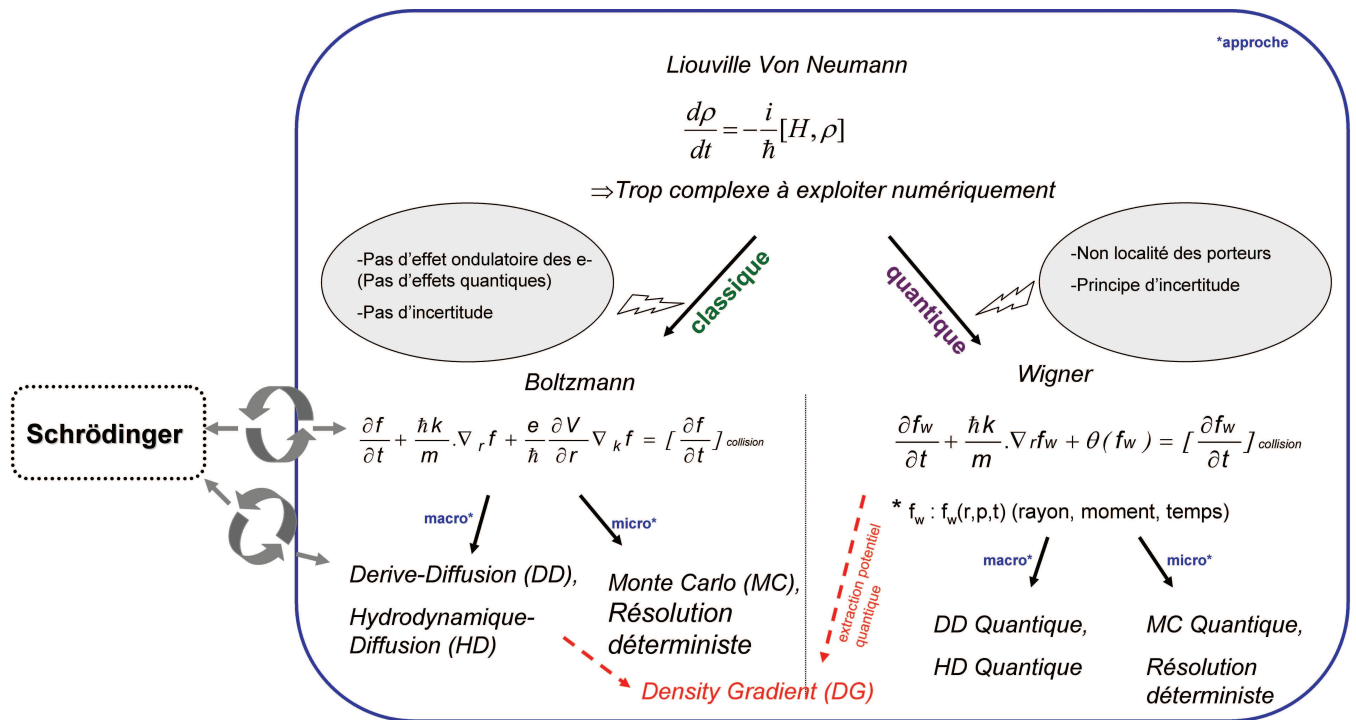 *approche
Liouville Von Neumann
dρ/dt = -i/ħ [H, ρ]
⇒Trop complexe à exploiter numériquement
-Pas d'effet ondulatoire des e-
(Pas d'effets quantiques)
-Pas d'incertitude
classique
quantique
-Non localité des porteurs
-Principe d'incertitude
Schrödinger
Boltzmann
∂f/∂t + ħk/m .∇r f + e/ħ ∂V/∂r ∇k f = [ ∂f/∂t ] collision
macro*
micro*
Derive-Diffusion (DD),
Hydrodynamique-
Diffusion (HD)
Monte Carlo (MC),
Résolution
déterministe
Wigner
∂fw/∂t + ħk/m .∇rfw + θ(fw) = [ ∂fw/∂t ] collision
* fw : fw(r,p,t) (rayon, moment, temps)
macro*
micro*
extraction potentiel
quantique
DD Quantique,
HD Quantique
MC Quantique,
Résolution
déterministe
Density Gradient (DG)